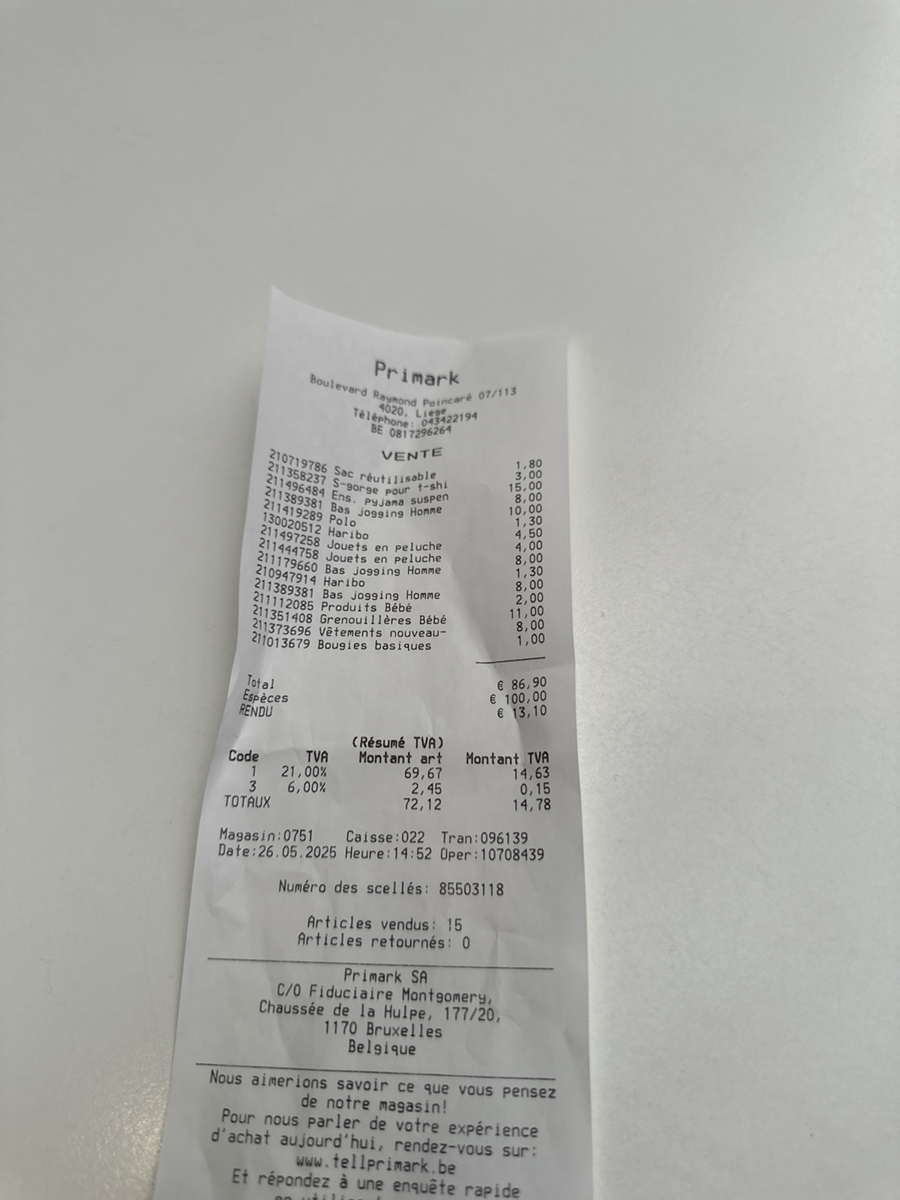 Primark
Boulevard Raymond Poincaré 07/113
4020, Liege
Téléphone: 043422194
BE 0817296264
VENTE
210719786 Sac réutilisable 1,80
211358237 S-gorge pour t-shi 3,00
211496484 Ens. pyjama suspen 15,00
211389381 Bas jogging Homme 8,00
211419289 Polo 10,00
130020512 Haribo 1,30
211497258 Jouets en peluche 4,50
211444758 Jouets en peluche 4,00
211179660 Bas jogging Homme 8,00
210947914 Haribo 1,30
211389381 Bas jogging Homme 8,00
211112085 Produits Bébé 2,00
211351408 Grenouillères Bébé 11,00
211373696 Vêtements nouveau- 8,00
211013679 Bougies basiques 1,00
Total € 86,90
Espèces € 100,00
RENDU € 13,10
(Résumé TVA)
Code TVA Montant art Montant TVA
1 21,00% 69,67 14,63
3 6,00% 2,45 0,15
TOTAUX 72,12 14,78
Magasin:0751 Caisse:022 Tran:096139
Date:26.05.2025 Heure:14:52 Oper:10708439
Numéro des scellés: 85503118
Articles vendus: 15
Articles retournés: 0
Primark SA
C/O Fiduciaire Montgomery,
Chaussée de la Hulpe, 177/20,
1170 Bruxelles
Belgique
Nous aimerions savoir ce que vous pensez
de notre magasin!
Pour nous parler de votre expérience
d'achat aujourd'hui, rendez-vous sur:
www.tellprimark.be
Et répondez à une enquête rapide